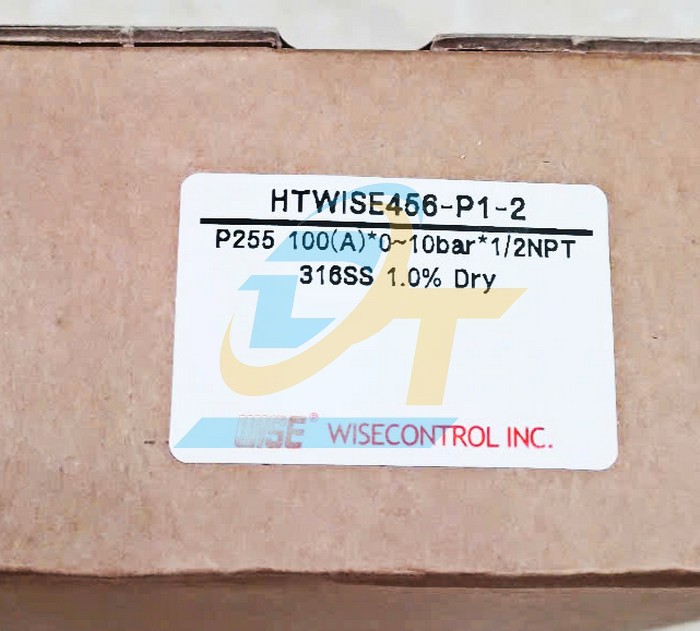 HTWISE456-P1-2
P255 100(A)*0~10bar*1/2NPT
316SS 1.0% Dry
WISE® WISECONTROL INC.